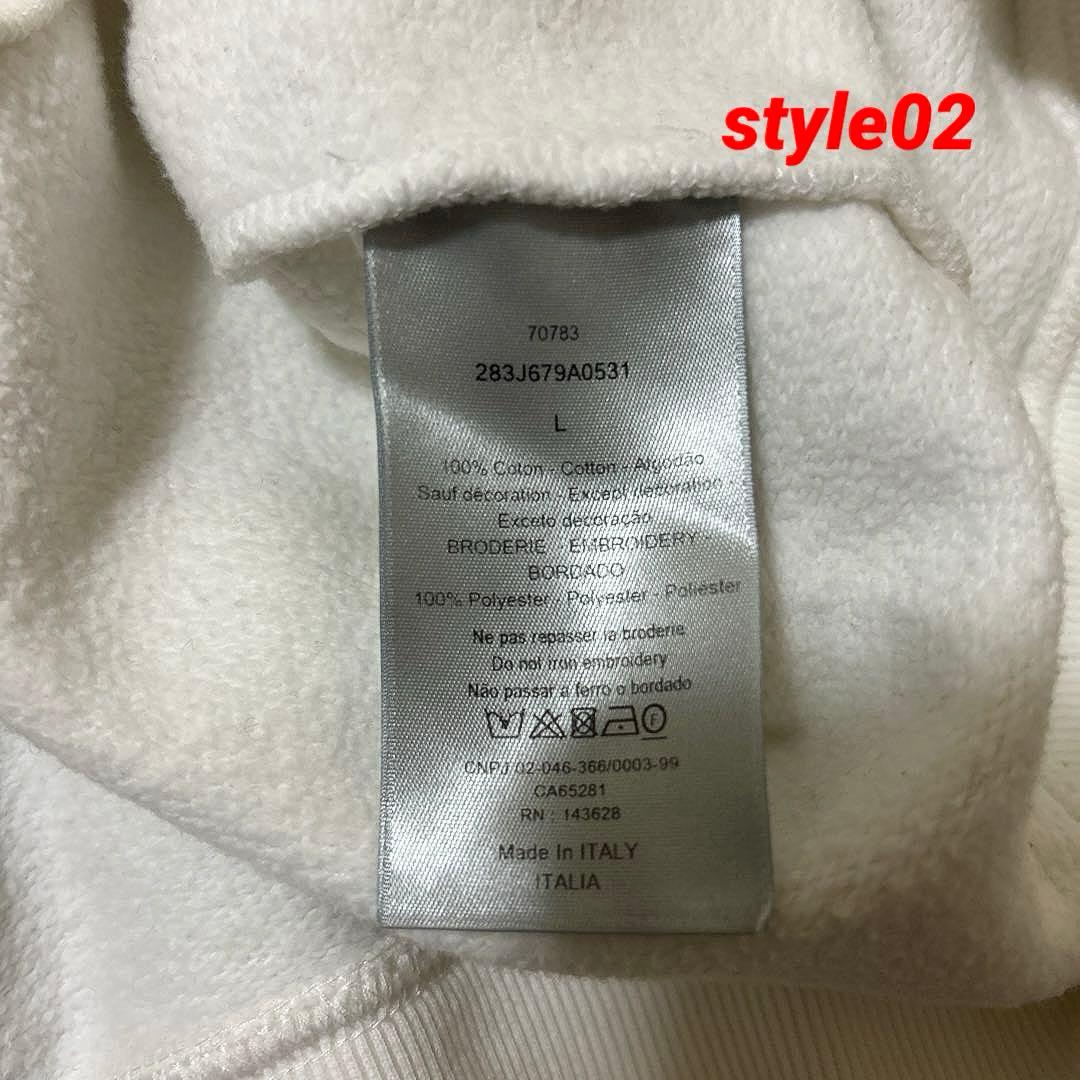 style02
70783
283J679A0531
L
100% Coton - Cotton - Algodão
Sauf décoration - Except decoration -
Exceto decoração
BRODERIE - EMBROIDERY -
BORDADO
100% Polyester - Polyester - Poliéster
Ne pas repasser la broderie
Do not iron embroidery
Não passar a ferro o bordado
F
CNPJ 02-046-366/0003-99
CA65281
RN : 143628
Made In ITALY
ITALIA